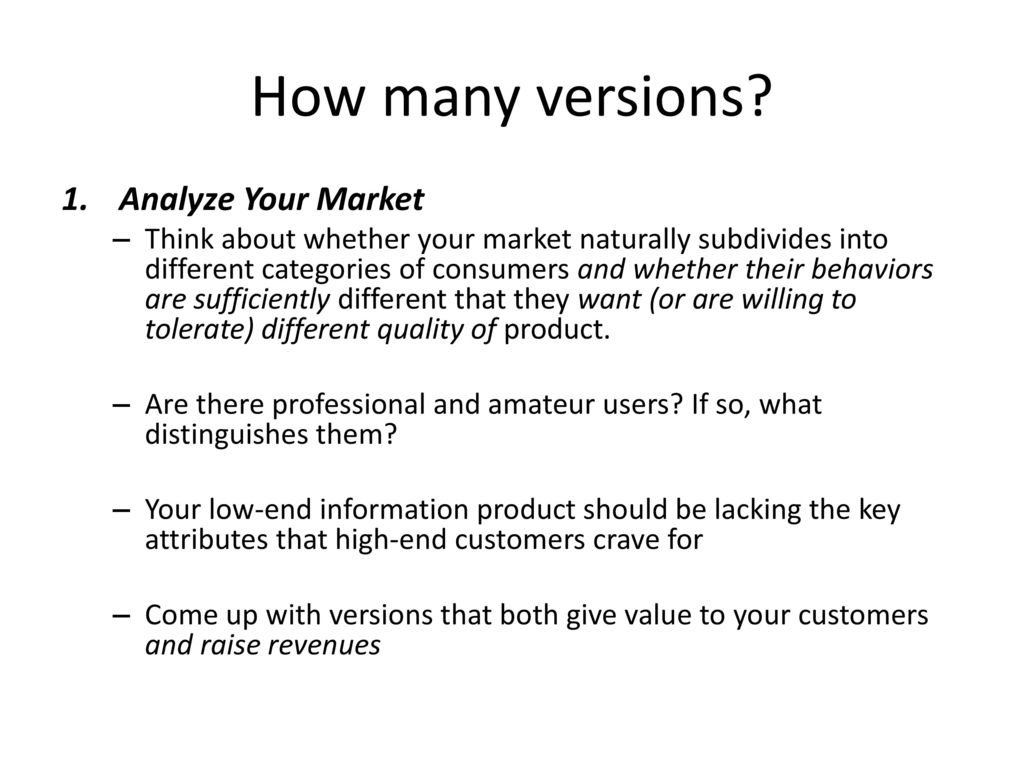 How many versions?
1. Analyze Your Market
– Think about whether your market naturally subdivides into
different categories of consumers and whether their behaviors
are sufficiently different that they want (or are willing to
tolerate) different quality of product.
– Are there professional and amateur users? If so, what
distinguishes them?
– Your low-end information product should be lacking the key
attributes that high-end customers crave for
– Come up with versions that both give value to your customers
and raise revenues